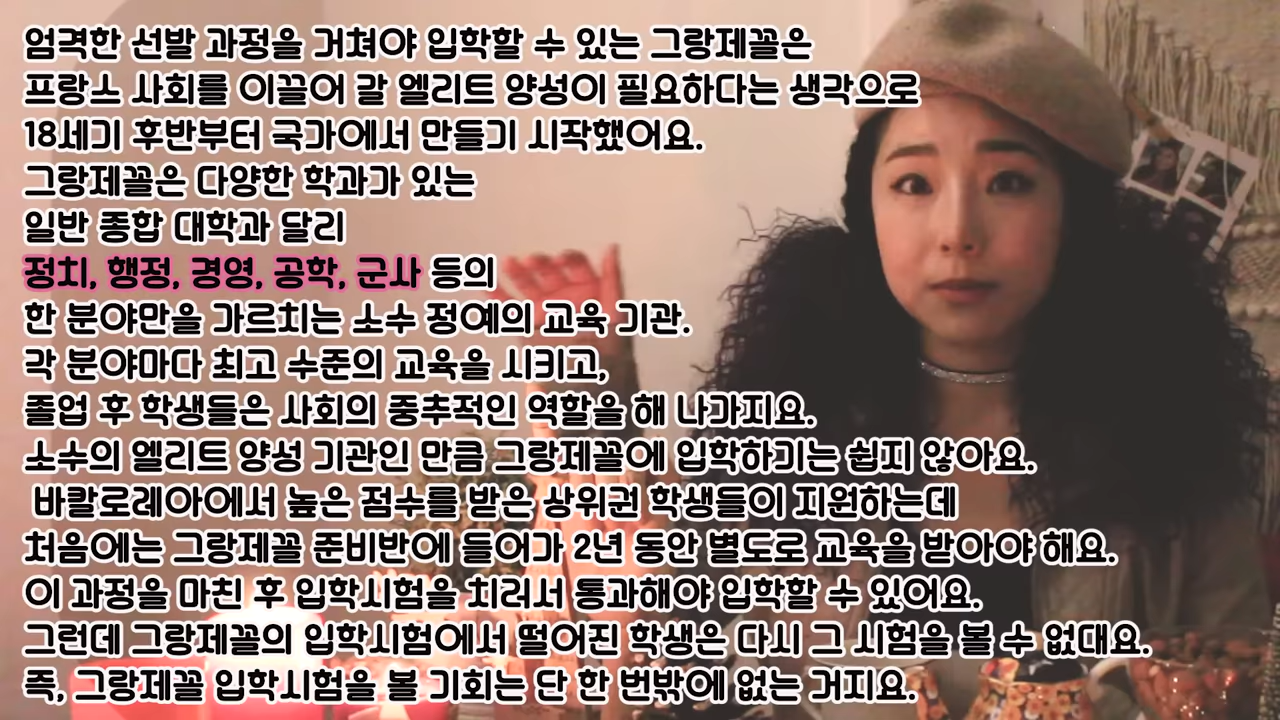 엄격한 선발 과정을 거쳐야 입학할 수 있는 그랑제꼴은
프랑스 사회를 이끌어 갈 엘리트 양성이 필요하다는 생각으로
18세기 후반부터 국가에서 만들기 시작했어요.
그랑제꼴은 다양한 학과가 있는
일반 종합 대학과 달리
정치, 행정, 경영, 공학, 군사 등의
한 분야만을 가르치는 소수 정예의 교육 기관.
각 분야마다 최고 수준의 교육을 시키고,
졸업 후 학생들은 사회의 중추적인 역할을 해 나가지요.
소수의 엘리트 양성 기관인 만큼 그랑제꼴에 입학하기는 쉽지 않아요.
바칼로레아에서 높은 점수를 받은 상위권 학생들이 지원하는데
처음에는 그랑제꼴 준비반에 들어가 2년 동안 별도로 교육을 받아야 해요.
이 과정을 마친 후 입학시험을 치러서 통과해야 입학할 수 있어요.
그런데 그랑제꼴의 입학시험에서 떨어진 학생은 다시 그 시험을 볼 수 없대요.
즉, 그랑제꼴 입학시험을 볼 기회는 단 한 번밖에 없는 거지요.